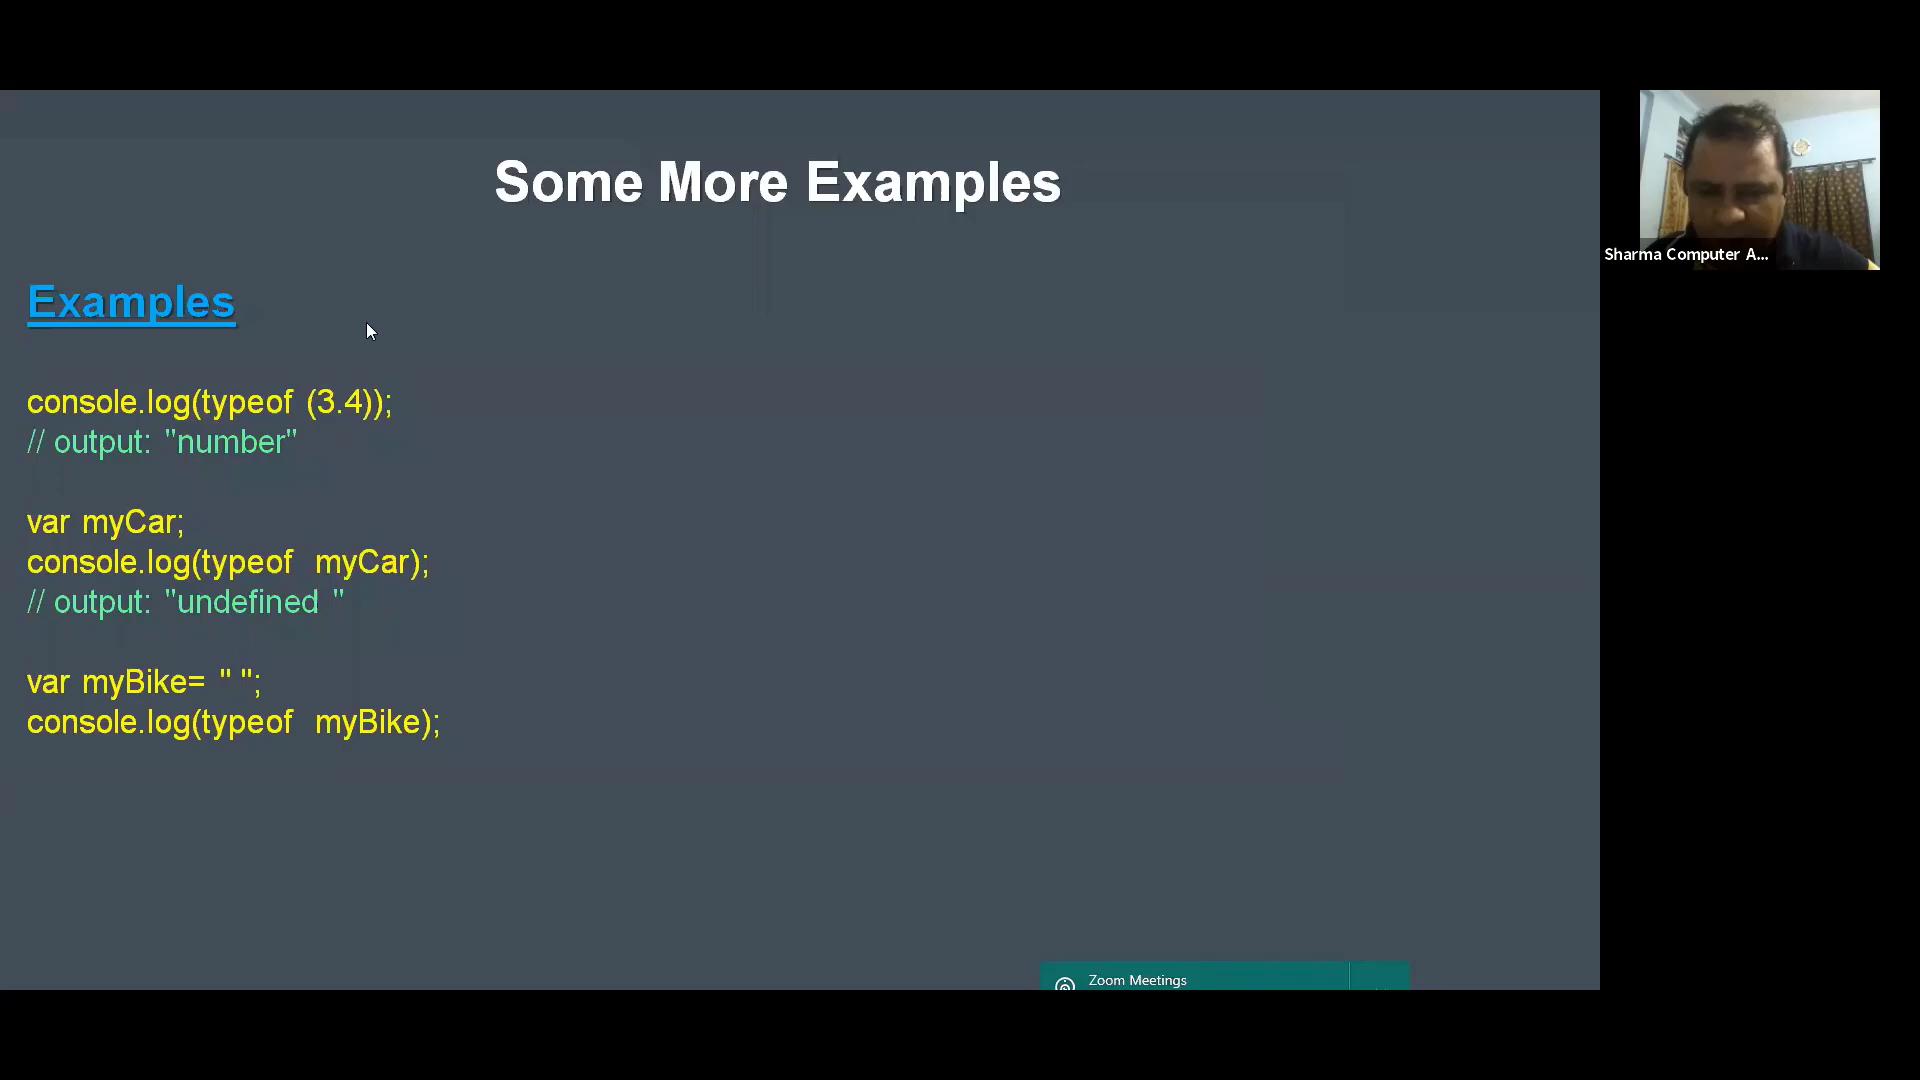 Some More Examples
Sharma Computer A...
Examples
console.log(typeof (3.4));
// output: "number"
var myCar;
console.log(typeof myCar);
// output: "undefined "
var myBike= " ";
console.log(typeof myBike);
Zoom Meetings